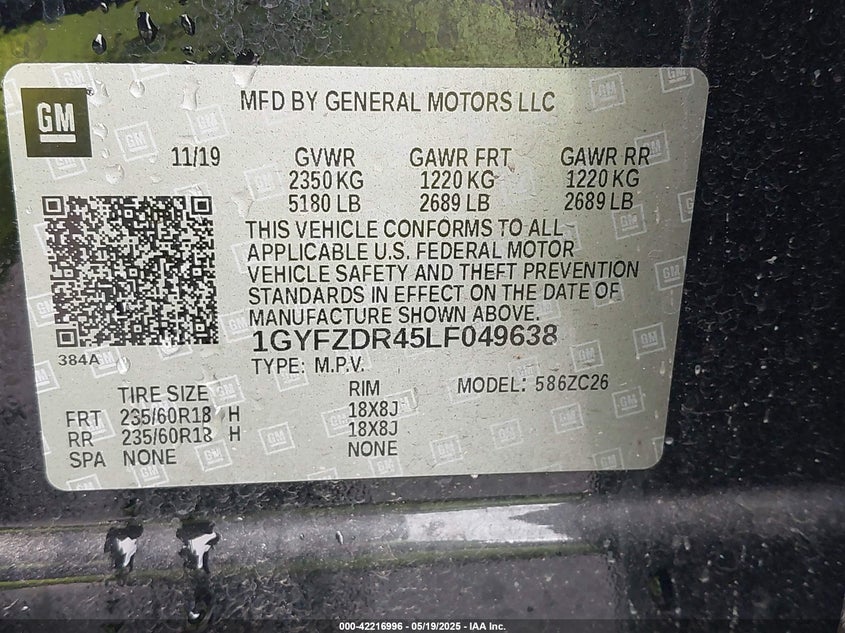 GM
MFD BY GENERAL MOTORS LLC
11/19 GVWR GAWR FRT GAWR RR
2350 KG 1220 KG 1220 KG
5180 LB 2689 LB 2689 LB
THIS VEHICLE CONFORMS TO ALL
APPLICABLE U.S. FEDERAL MOTOR
VEHICLE SAFETY AND THEFT PREVENTION
STANDARDS IN EFFECT ON THE DATE OF
MANUFACTURE SHOWN ABOVE.
1GYFZDR45LF049638
384A
TYPE: M.P.V.
TIRE SIZE RIM MODEL: 586ZC26
FRT 235/60R18 H 18X8J
RR 235/60R18 H 18X8J
SPA NONE NONE
000-42216996 - 05/19/2025 - IAA Inc.